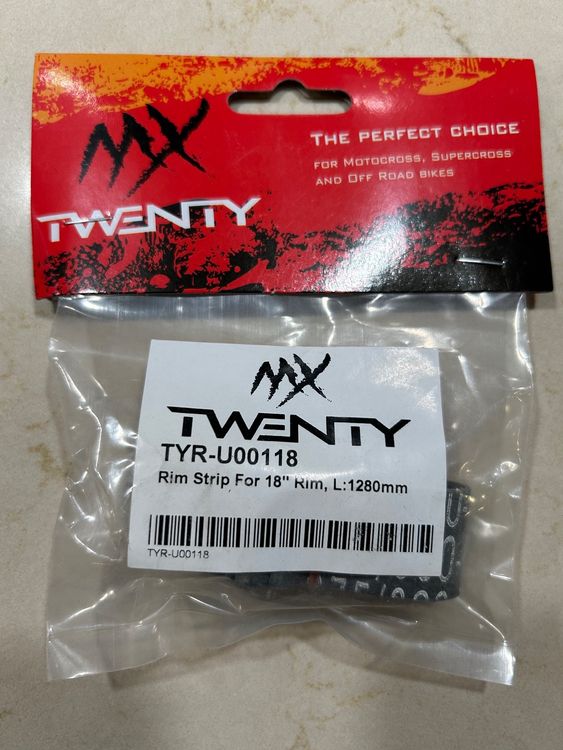 MX
TWENTY
THE PERFECT CHOICE
FOR MOTOCROSS, SUPERCROSS
AND OFF ROAD BIKES
MX
TWENTY
TYR-U00118
Rim Strip For 18" Rim, L:1280mm
TYR-U00118